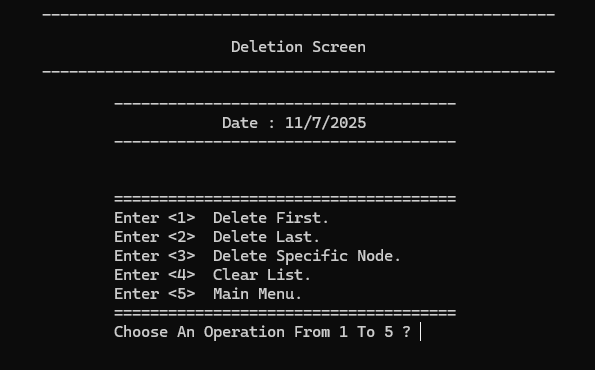 ---------------------------------------------------------
Deletion Screen
---------------------------------------------------------
--------------------------------------
Date : 11/7/2025
--------------------------------------
======================================
Enter <1>  Delete First.
Enter <2>  Delete Last.
Enter <3>  Delete Specific Node.
Enter <4>  Clear List.
Enter <5>  Main Menu.
======================================
Choose An Operation From 1 To 5 ?